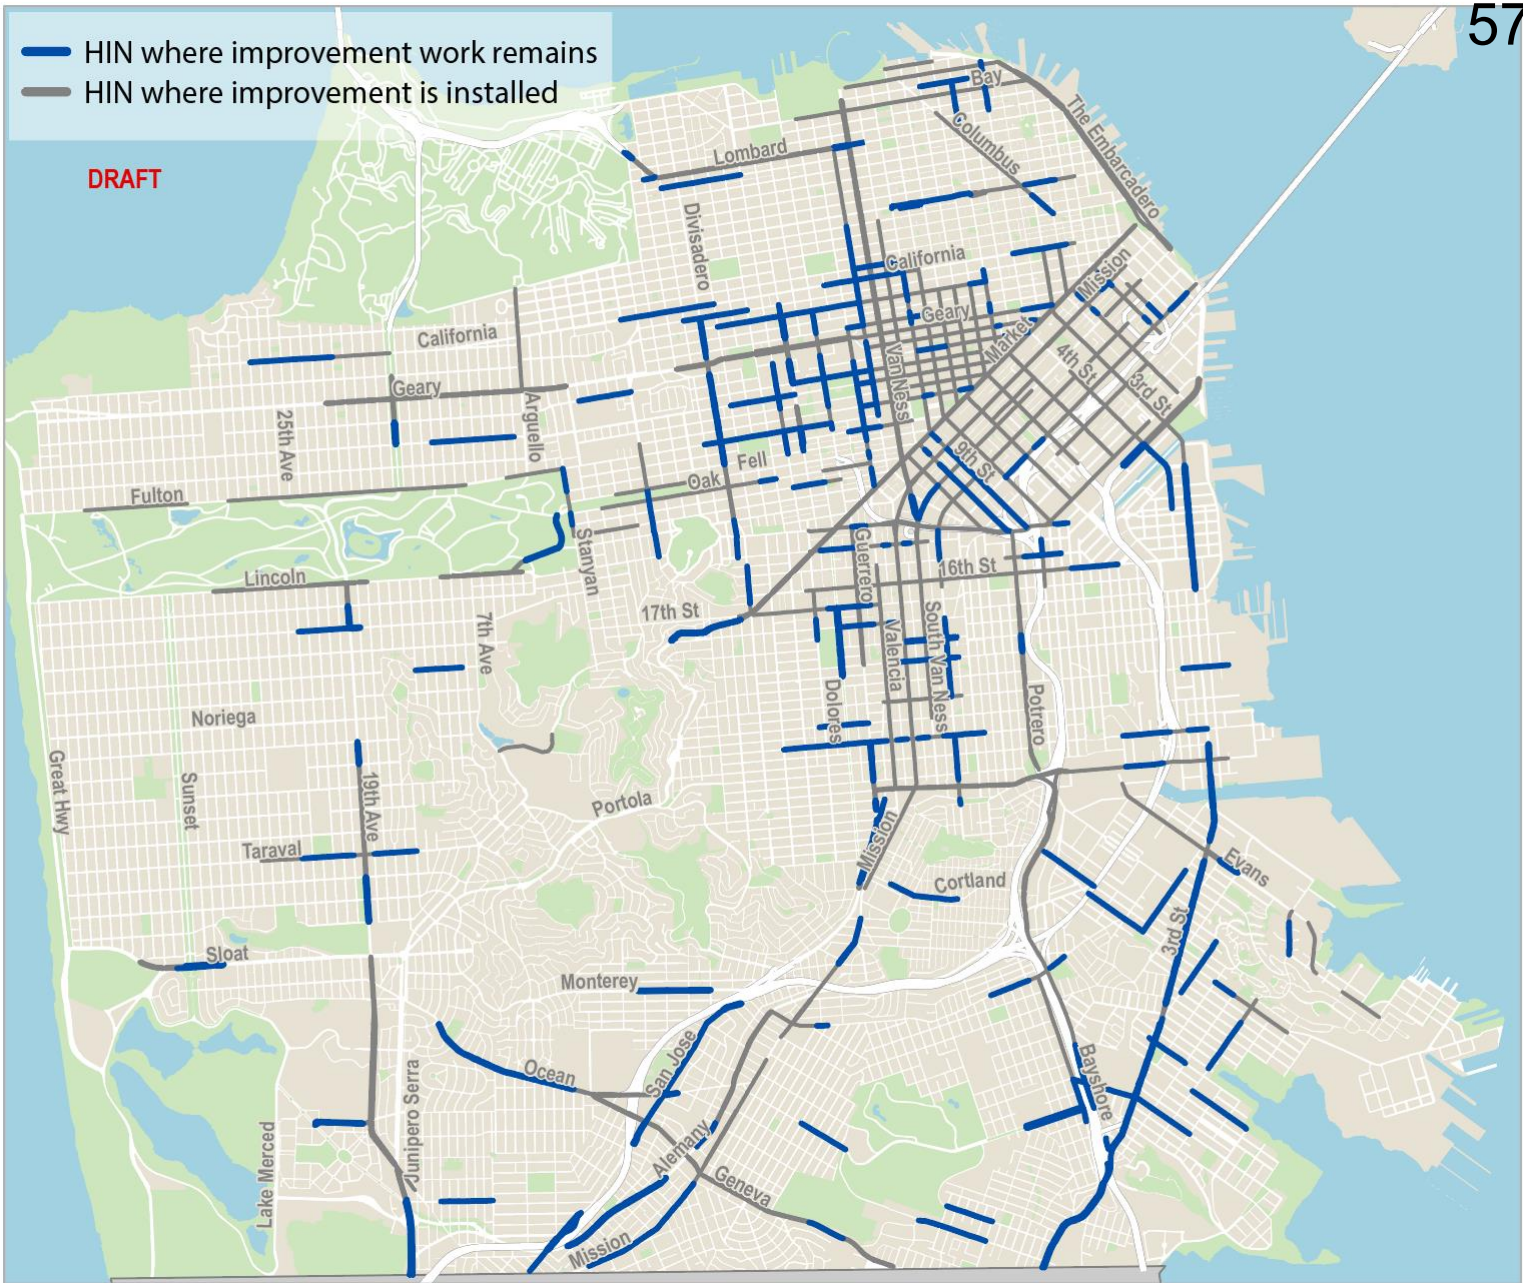 57
HIN where improvement work remains
HIN where improvement is installed
DRAFT
Bay
The Embarcadero
Columbus
Lombard
Divisadero
California
Mission
Geary
Market
California
Van Ness
4th St
3rd St
Geary
Arguello
25th Ave
9th St
Fell
Oak
Fulton
Stanyan
Guerrero
16th St
Lincoln
17th St
7th Ave
Valencia
South Van Ness
Dolores
Potrero
Noriega
Great Hwy
Sunset
19th Ave
Portola
Taraval
Mission
Cortland
Evans
3rd St
Sloat
Monterey
San Jose
Ocean
Bayshore
Junipero Serra
Lake Merced
Alemany
Geneva
Mission